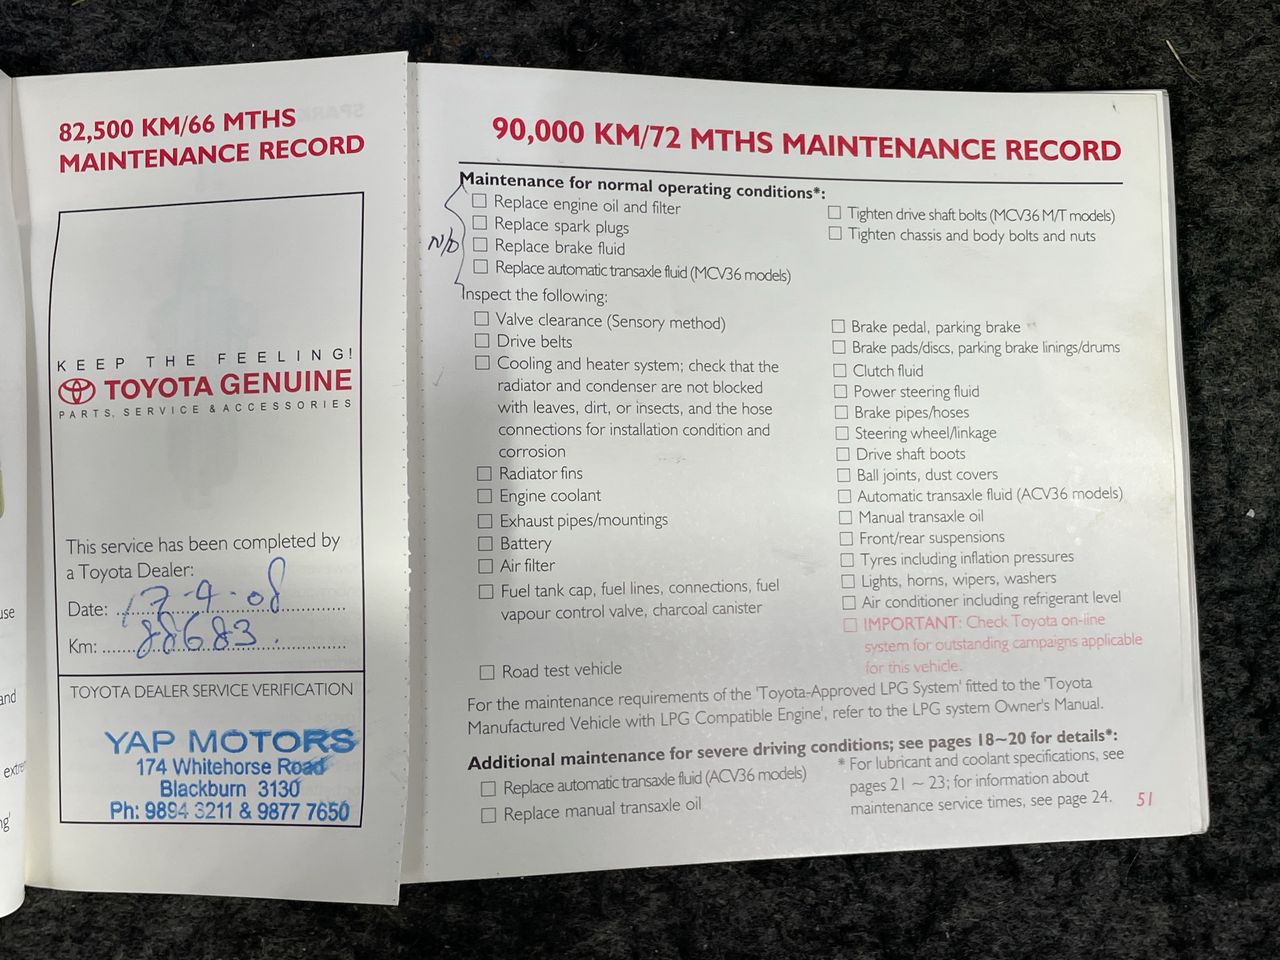 82,500 KM/66 MTHS
MAINTENANCE RECORD
KEEP THE FEELING!
TOYOTA GENUINE
PARTS, SERVICE & ACCESSORIES
This service has been completed by
a Toyota Dealer:
Date: 17-9-08
Km: 88683
TOYOTA DEALER SERVICE VERIFICATION
YAP MOTORS
174 Whitehorse Road
Blackburn 3130
Ph: 9894 3211 & 9877 7650
90,000 KM/72 MTHS MAINTENANCE RECORD
Maintenance for normal operating conditions*:
Replace engine oil and filter
Replace spark plugs
Replace brake fluid
Replace automatic transaxle fluid (MCV36 models)
Tighten drive shaft bolts (MCV36 M/T models)
Tighten chassis and body bolts and nuts
Inspect the following:
Valve clearance (Sensory method)
Drive belts
Cooling and heater system; check that the
radiator and condenser are not blocked
with leaves, dirt, or insects, and the hose
connections for installation condition and
corrosion
Radiator fins
Engine coolant
Exhaust pipes/mountings
Battery
Air filter
Fuel tank cap, fuel lines, connections, fuel
vapour control valve, charcoal canister
Road test vehicle
Brake pedal, parking brake
Brake pads/discs, parking brake linings/drums
Clutch fluid
Power steering fluid
Brake pipes/hoses
Steering wheel/linkage
Drive shaft boots
Ball joints, dust covers
Automatic transaxle fluid (ACV36 models)
Manual transaxle oil
Front/rear suspensions
Tyres including inflation pressures
Lights, horns, wipers, washers
Air conditioner including refrigerant level
IMPORTANT: Check Toyota on-line
system for outstanding campaigns applicable
for this vehicle.
For the maintenance requirements of the 'Toyota-Approved LPG System' fitted to the 'Toyota
Manufactured Vehicle with LPG Compatible Engine', refer to the LPG system Owner's Manual.
Additional maintenance for severe driving conditions; see pages 18~20 for details*:
Replace automatic transaxle fluid (ACV36 models)
Replace manual transaxle oil
* For lubricant and coolant specifications, see
pages 21 ~ 23; for information about
maintenance service times, see page 24.
51